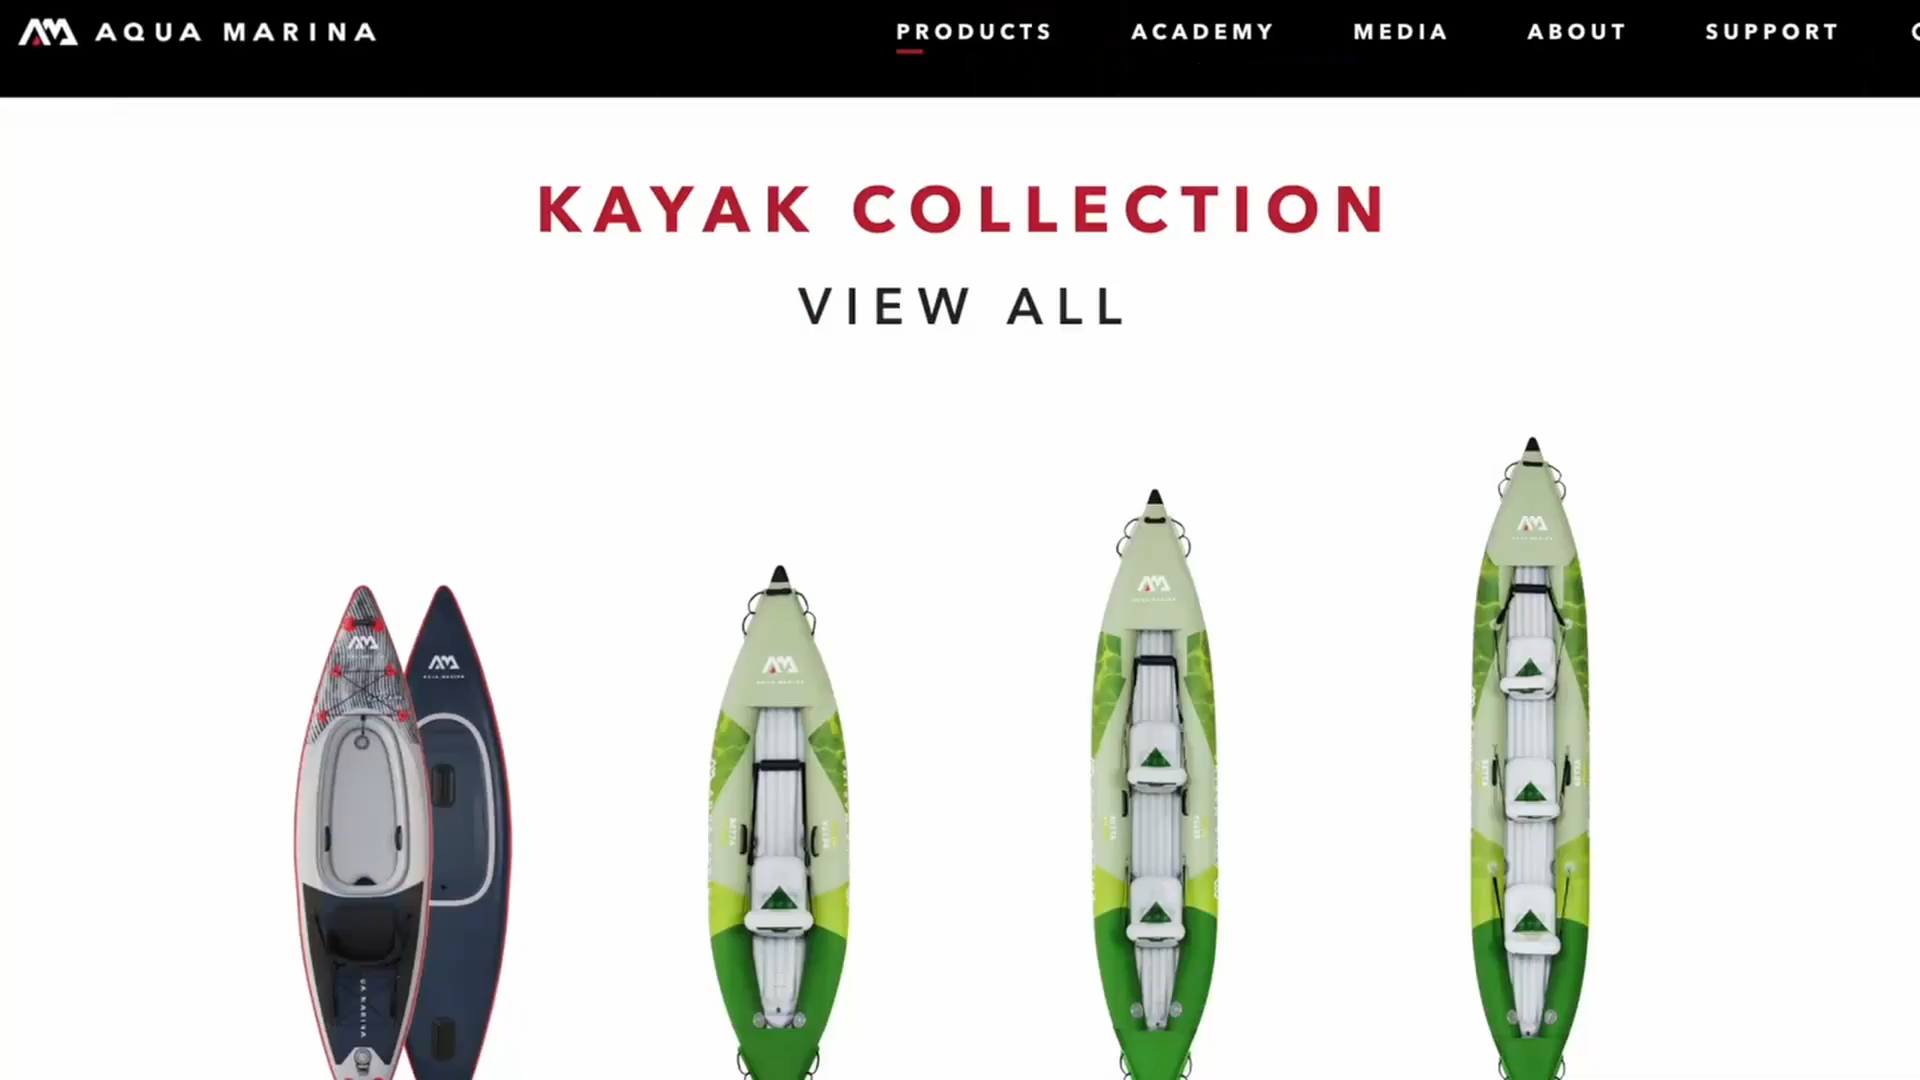 AQUA MARINA
PRODUCTS
ACADEMY
MEDIA
ABOUT
SUPPORT
KAYAK COLLECTION
VIEW ALL